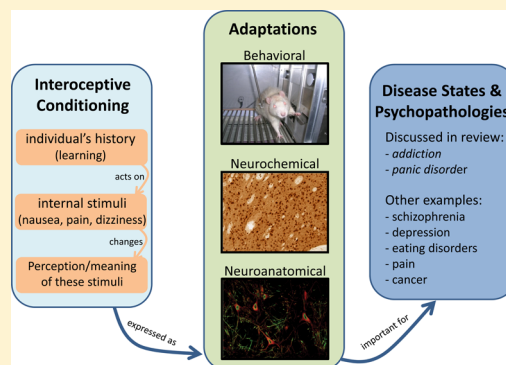 Interoceptive
Conditioning
individual's history
(learning)
acts on
internal stimuli
(nausea, pain, dizziness)
changes
Perception/meaning
of these stimuli
expressed as
Adaptations
Behavioral
Neurochemical
Neuroanatomical
important for
Disease States &
Psychopathologies
Discussed in review:
- addiction
- panic disorder
Other examples:
- schizophrenia
- depression
- eating disorders
- pain
- cancer